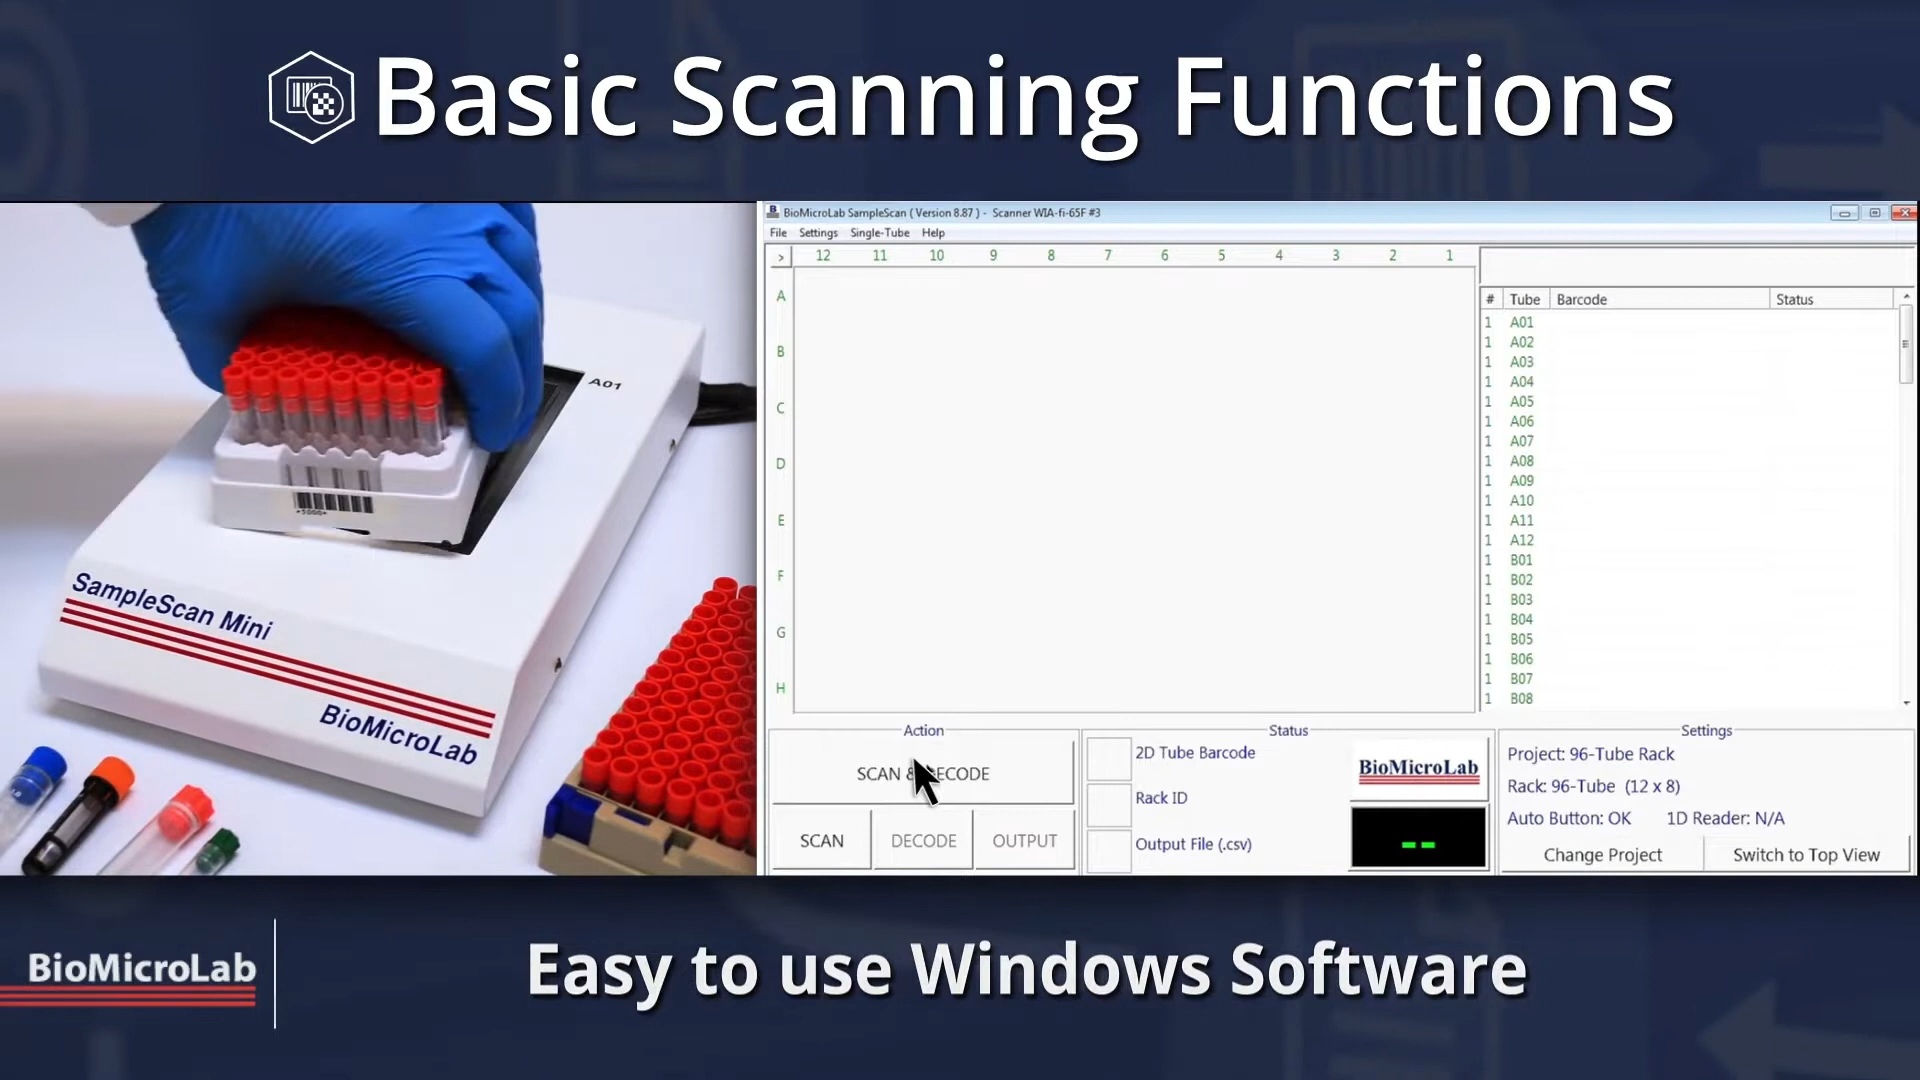 Basic Scanning Functions
A01
*5000*
SampleScan Mini
BioMicroLab
BioMicroLab SampleScan ( Version 8.87 ) - Scanner WIA-fi-65F #3
File Settings Single-Tube Help
> 12 11 10 9 8 7 6 5 4 3 2 1
A
B
C
D
E
F
G
H
# Tube Barcode Status
1 A01
1 A02
1 A03
1 A04
1 A05
1 A06
1 A07
1 A08
1 A09
1 A10
1 A11
1 A12
1 B01
1 B02
1 B03
1 B04
1 B05
1 B06
1 B07
1 B08
Action
SCAN & DECODE
SCAN DECODE OUTPUT
Status
2D Tube Barcode
Rack ID
Output File (.csv)
BioMicroLab
--
Settings
Project: 96-Tube Rack
Rack: 96-Tube (12 x 8)
Auto Button: OK 1D Reader: N/A
Change Project Switch to Top View
BioMicroLab
Easy to use Windows Software